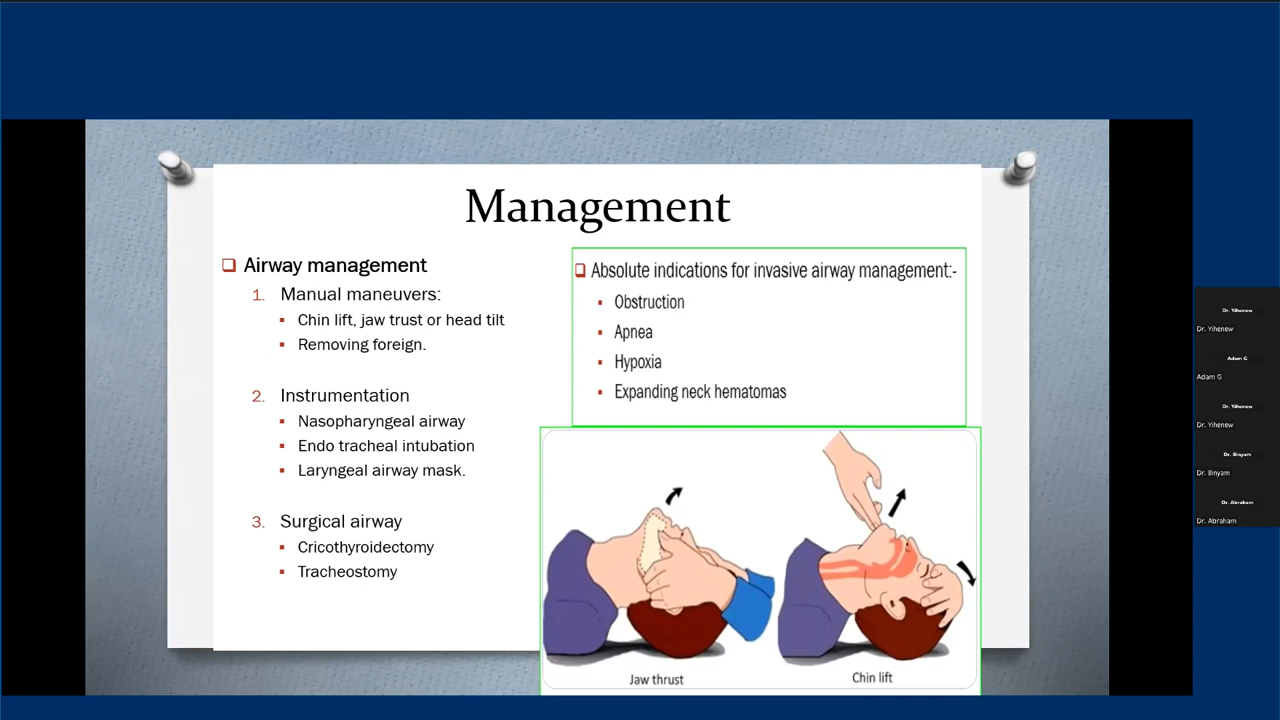 Management
❑ Airway management
1. Manual maneuvers:
▪ Chin lift, jaw trust or head tilt
▪ Removing foreign.
2. Instrumentation
▪ Nasopharyngeal airway
▪ Endo tracheal intubation
▪ Laryngeal airway mask.
3. Surgical airway
▪ Cricothyroidectomy
▪ Tracheostomy
❑ Absolute indications for invasive airway management:-
▪ Obstruction
▪ Apnea
▪ Hypoxia
▪ Expanding neck hematomas
Jaw thrust
Chin lift
Dr. Yihenew
Dr. Yihenew
Adam G
Adam G
Dr. Yihenew
Dr. Yihenew
Dr. Binyam
Dr. Binyam
Dr. Abraham
Dr. Abraham